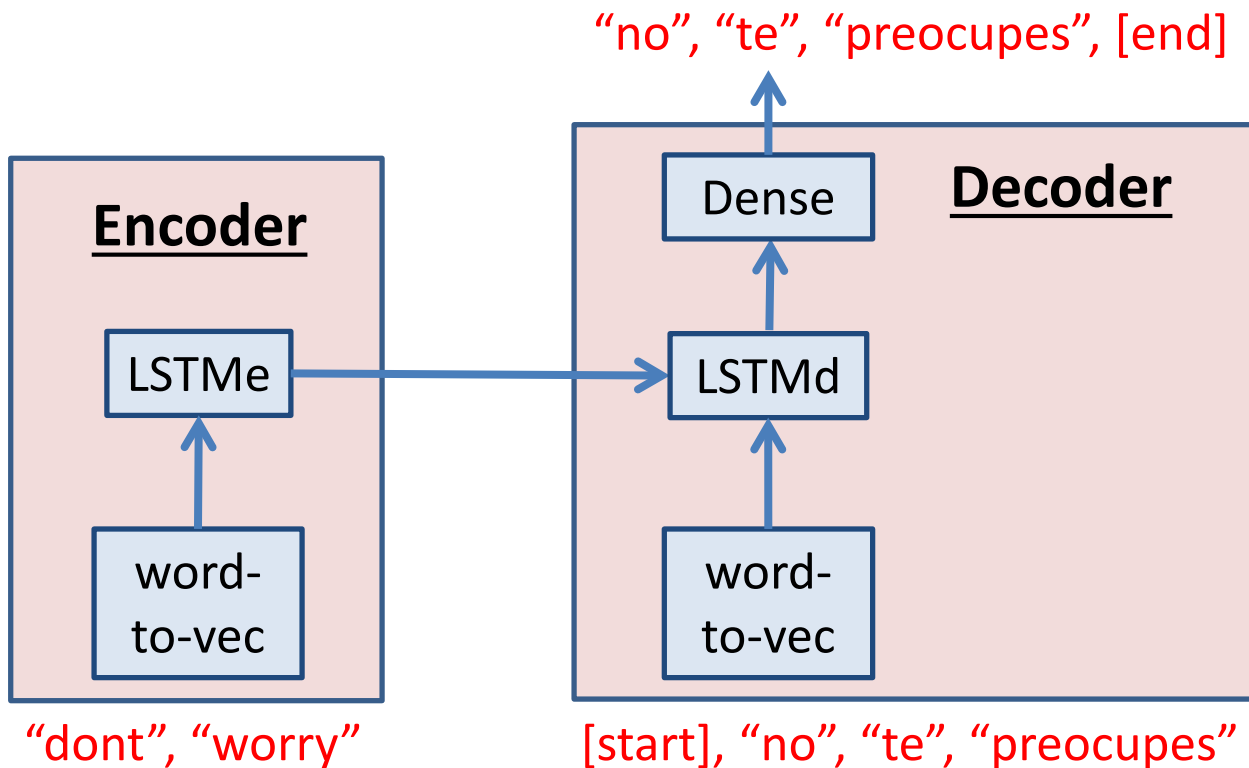 “no”, “te”, “preocupes”, [end]
Encoder
LSTMe
word-
to-vec
“dont”, “worry”
Decoder
Dense
LSTMd
word-
to-vec
[start], “no”, “te”, “preocupes”